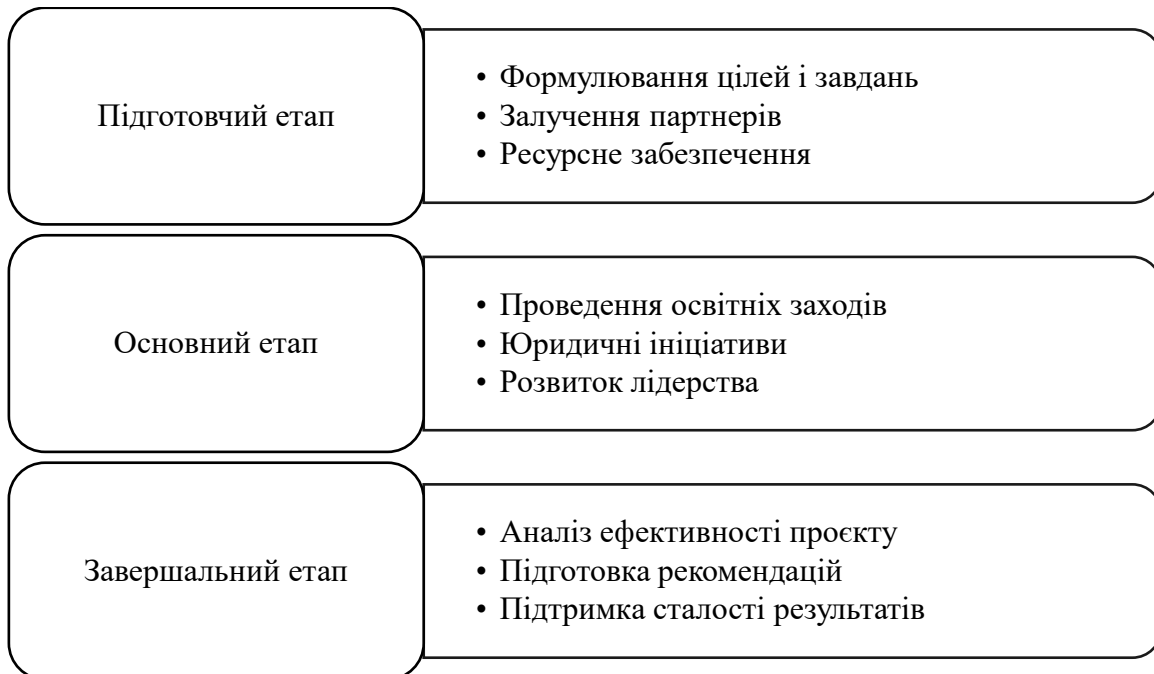 Підготовчий етап
• Формулювання цілей і завдань
• Залучення партнерів
• Ресурсне забезпечення
Основний етап
• Проведення освітніх заходів
• Юридичні ініціативи
• Розвиток лідерства
Завершальний етап
• Аналіз ефективності проєкту
• Підготовка рекомендацій
• Підтримка сталості результатів